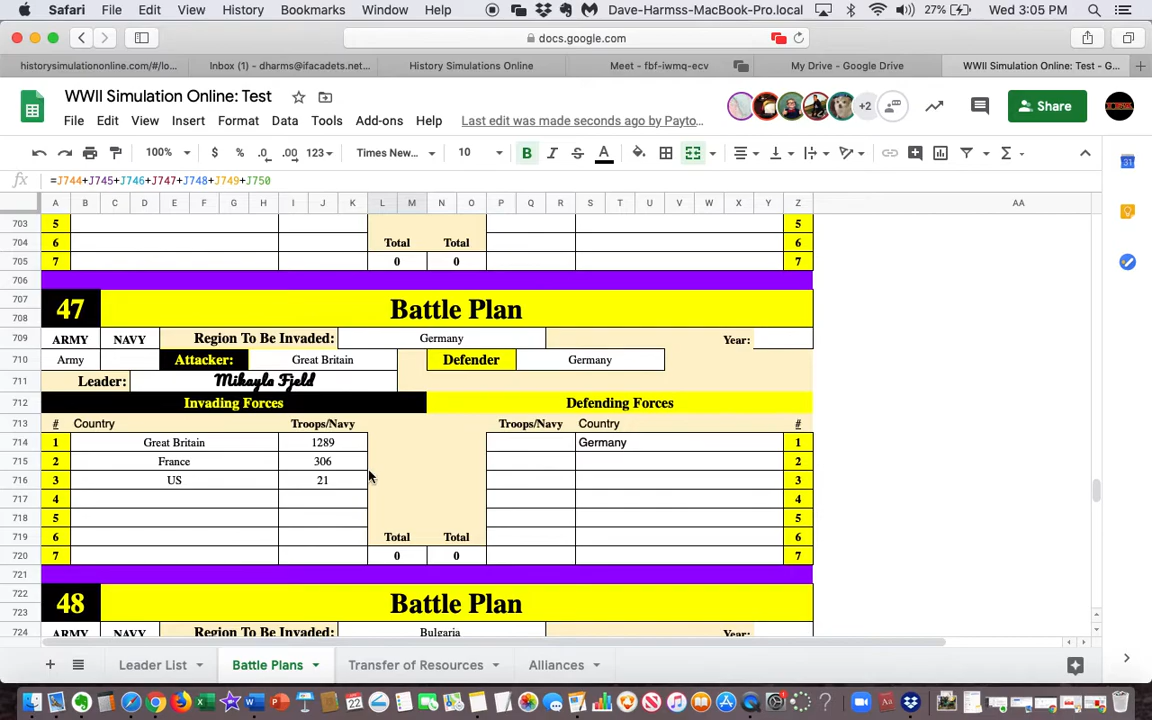 Safari File Edit View History Bookmarks Window Help Dave-Harmss-MacBook-Pro.local 27% Wed 3:05 PM
docs.google.com
historysimulationonline.com/#/lo... Inbox (1) - dharms@ifacadets.net... History Simulations Online Meet - fbf-iwmq-ecv My Drive - Google Drive WWII Simulation Online: Test - G...
WWII Simulation Online: Test
+2 Share
File Edit View Insert Format Data Tools Add-ons Help Last edit was made seconds ago by Payto...
100% $ % .0 .00 123 Times New... 10 B I A
fx =J744+J745+J746+J747+J748+J749+J750
A B C D E F G H I J K L M N O P Q R S T U V W X Y Z AA
703 5 5
704 6 Total Total 6
705 7 0 0 7
706
707 47 Battle Plan
708
709 ARMY NAVY Region To Be Invaded: Germany Year:
710 Army Attacker: Great Britain Defender Germany
711 Leader: Mikayla Fjeld
712 Invading Forces Defending Forces
713 # Country Troops/Navy Troops/Navy Country #
714 1 Great Britain 1289 Germany 1
715 2 France 306 2
716 3 US 21 3
717 4 4
718 5 5
719 6 Total Total 6
720 7 0 0 7
721
722 48 Battle Plan
723
724 ARMY NAVY Region To Be Invaded: Bulgaria Year:
Leader List Battle Plans Transfer of Resources Alliances